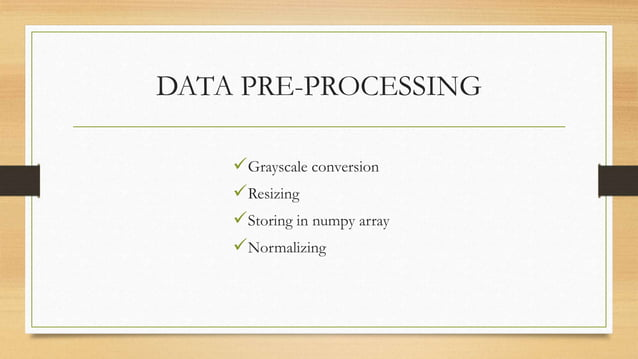 DATA PRE-PROCESSING
✓Grayscale conversion
✓Resizing
✓Storing in numpy array
✓Normalizing